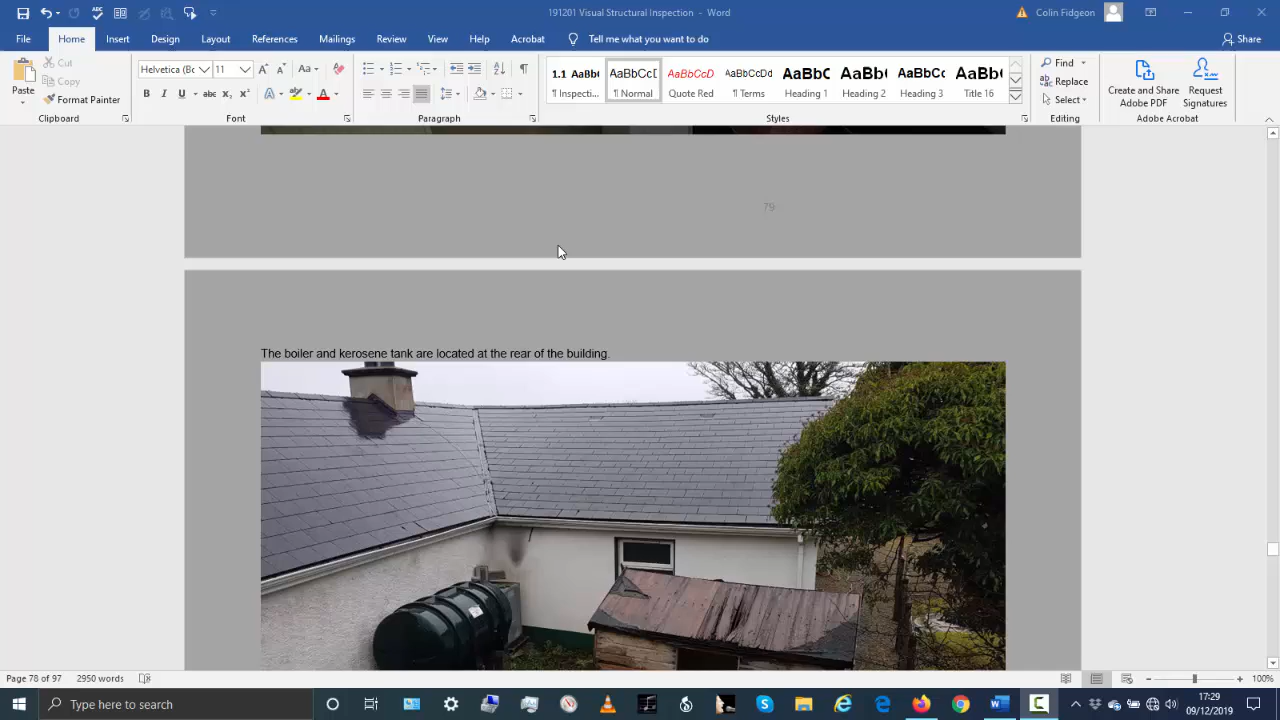 191201 Visual Structural Inspection - Word
Colin Fidgeon
File Home Insert Design Layout References Mailings Review View Help Acrobat Tell me what you want to do Share
Paste
Cut
Copy
Format Painter
Clipboard
Helvetica (Bc 11
Font
Paragraph
1.1 AaBb( ¶ Inspecti...
AaBbCcD ¶ Normal
AaBbCcD Quote Red
AaBbCcDd ¶ Terms
AaBbC Heading 1
AaBb( Heading 2
AaBbCc Heading 3
AaBb( Title 16
Styles
Find
Replace
Select
Editing
Create and Share Adobe PDF
Request Signatures
Adobe Acrobat
79
The boiler and kerosene tank are located at the rear of the building.
Page 78 of 97 2950 words 100%
Type here to search
17:29
09/12/2019